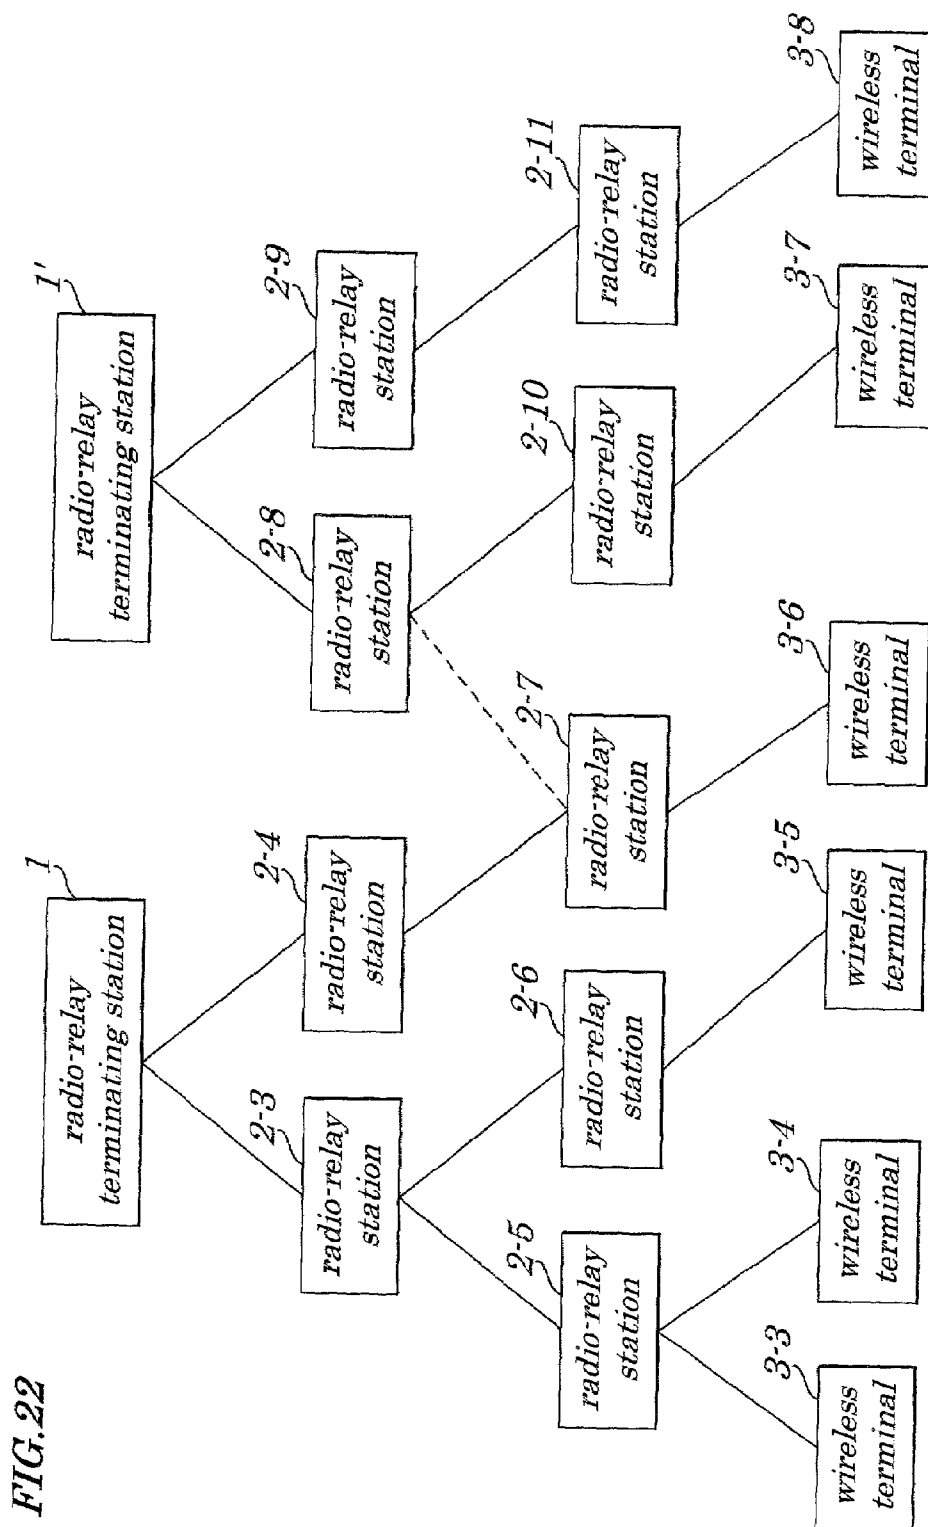 FIG.22
1
radio-relay
terminating station
1'
radio-relay
terminating station
2-3
radio-relay
station
2-4
radio-relay
station
2-8
radio-relay
station
2-9
radio-relay
station
2-5
radio-relay
station
2-6
radio-relay
station
2-7
radio-relay
station
2-10
radio-relay
station
2-11
radio-relay
station
3-3
wireless
terminal
3-4
wireless
terminal
3-5
wireless
terminal
3-6
wireless
terminal
3-7
wireless
terminal
3-8
wireless
terminal